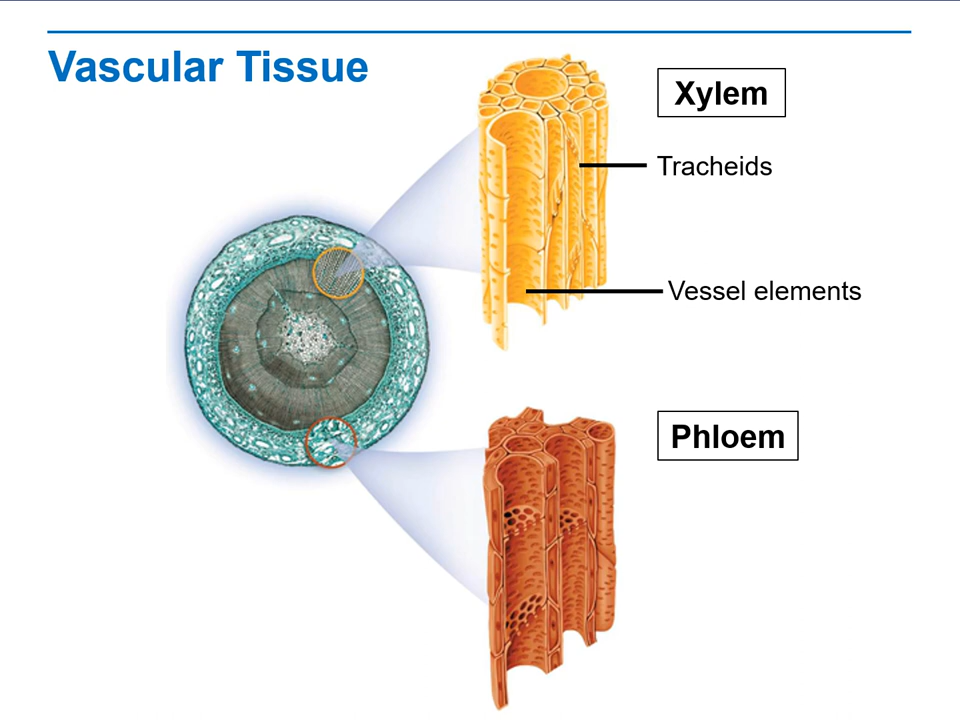 Vascular Tissue
Xylem
Tracheids
Vessel elements
Phloem